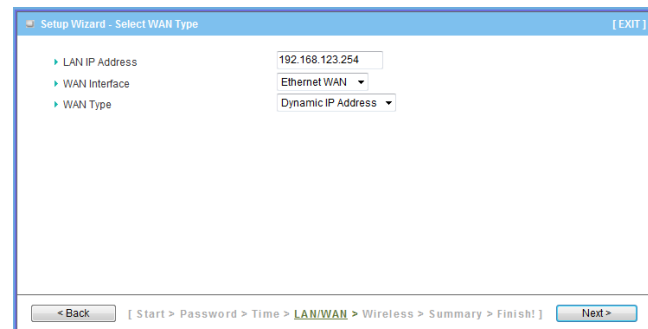 Setup Wizard - Select WAN Type [ EXIT ]
LAN IP Address 192.168.123.254
WAN Interface Ethernet WAN
WAN Type Dynamic IP Address
< Back [ Start > Password > Time > LAN/WAN > Wireless > Summary > Finish! ] Next >